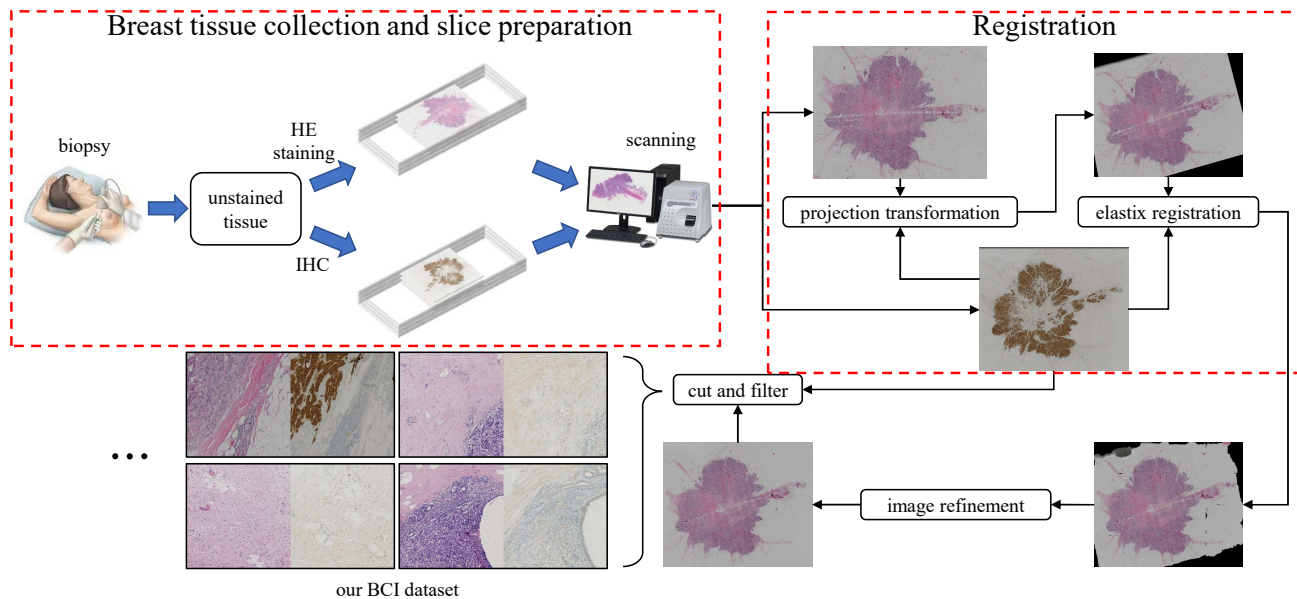 Breast tissue collection and slice preparation
Registration
biopsy
HE
staining
scanning
unstained
tissue
IHC
projection transformation
elastix registration
cut and filter
...
image refinement
our BCI dataset